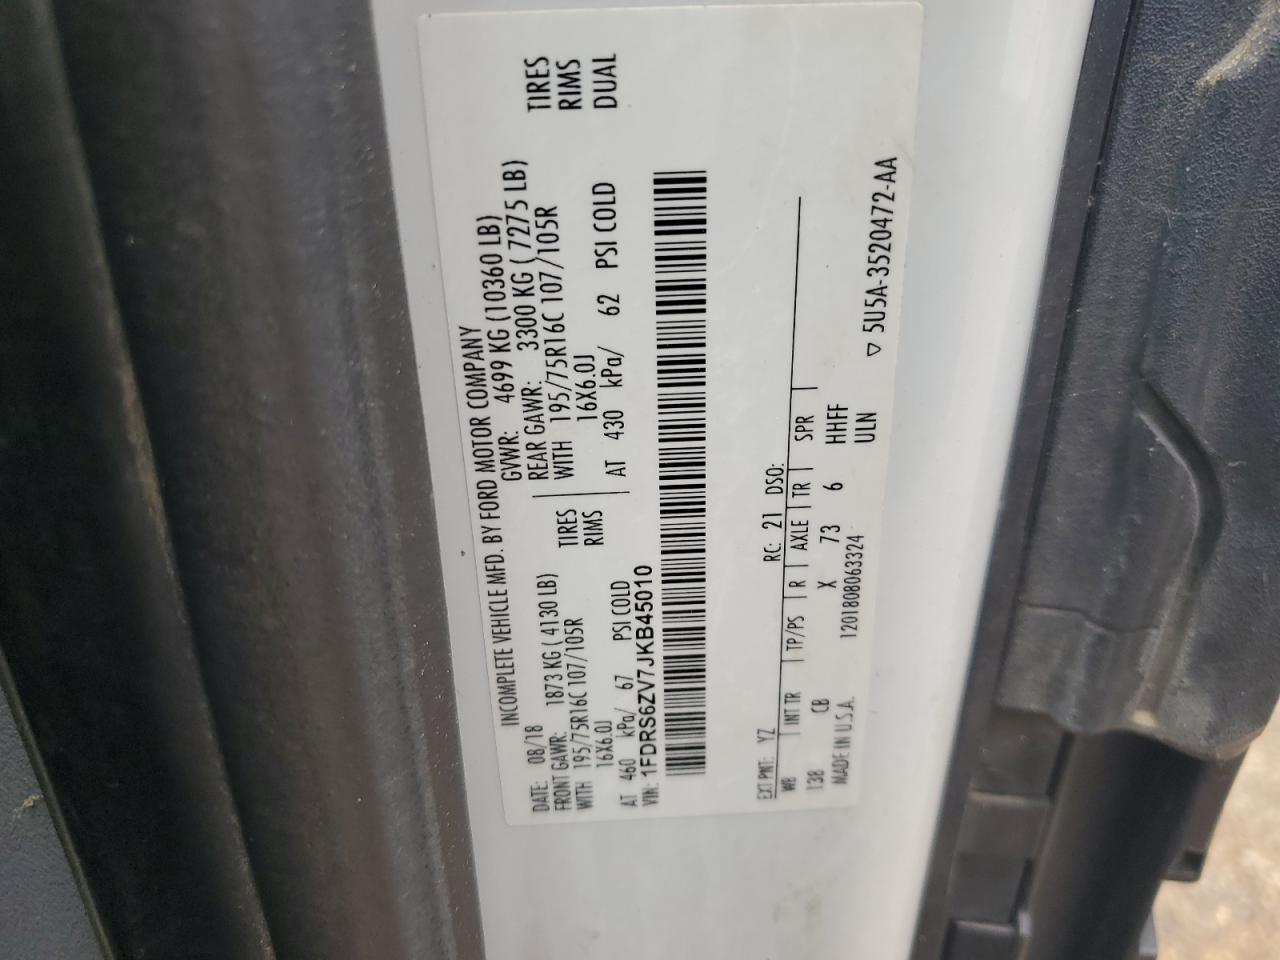 INCOMPLETE VEHICLE MFD. BY FORD MOTOR COMPANY
DATE: 08/18 GVWR: 4699 KG (10360 LB)
FRONT GAWR: 1873 KG ( 4130 LB) REAR GAWR: 3300 KG ( 7275 LB)
WITH 195/75R16C 107/105R TIRES WITH 195/75R16C 107/105R TIRES
16X6.0J RIMS 16X6.0J RIMS
AT 460 kPa/ 67 PSI COLD AT 430 kPa/ 62 PSI COLD DUAL
VIN: 1FDRS6ZV7JKB45010
EXT PNT: YZ RC: 21 DSO:
WB INT TR TP/PS R AXLE TR SPR
138 CB X 73 6 HHFF
MADE IN U.S.A. 1201808063324 ULN
▽ 5U5A-3520472-AA